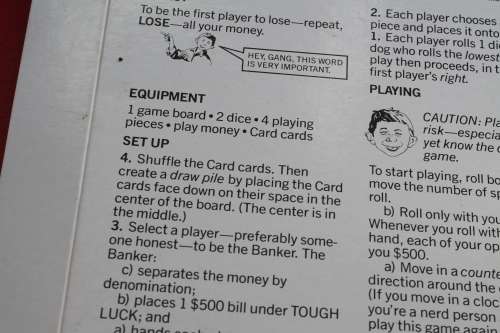 To be the first player to lose—repeat,
LOSE—all your money.
HEY, GANG, THIS WORD
IS VERY IMPORTANT.
EQUIPMENT
1 game board • 2 dice • 4 playing
pieces • play money • Card cards
SET UP
4. Shuffle the Card cards. Then
create a draw pile by placing the Card
cards face down on their space in the
center of the board. (The center is in
the middle.)
3. Select a player—preferably some-
one honest—to be the Banker. The
Banker:
c) separates the money by
denomination;
b) places 1 $500 bill under TOUGH
LUCK; and
a) hands each
2. Each player chooses
piece and places it onto
1. Each player rolls 1 di
dog who rolls the lowest
play then proceeds, in t
first player's right.
PLAYING
CAUTION: Pla
risk—especia
yet know the
game.
To start playing, roll bo
move the number of sp
roll.
b) Roll only with you
Whenever you roll with
hand, each of your op
you $500.
a) Move in a counte
direction around the
(If you move in a cloc
you're a nerd person
play this game again